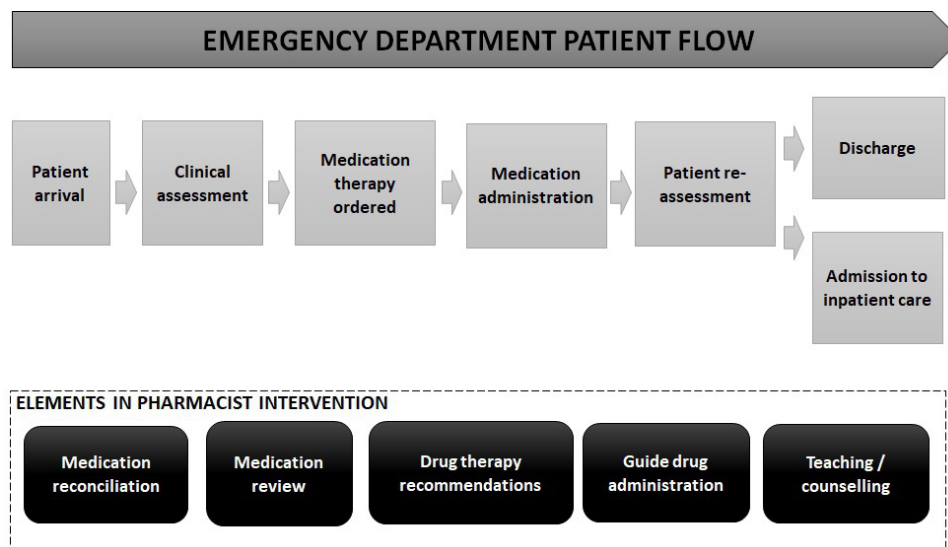 EMERGENCY DEPARTMENT PATIENT FLOW
Patient
arrival
Clinical
assessment
Medication
therapy
ordered
Medication
administration
Patient re-
assessment
Discharge
Admission to
inpatient care
ELEMENTS IN PHARMACIST INTERVENTION
Medication
reconciliation
Medication
review
Drug therapy
recommendations
Guide drug
administration
Teaching /
counselling